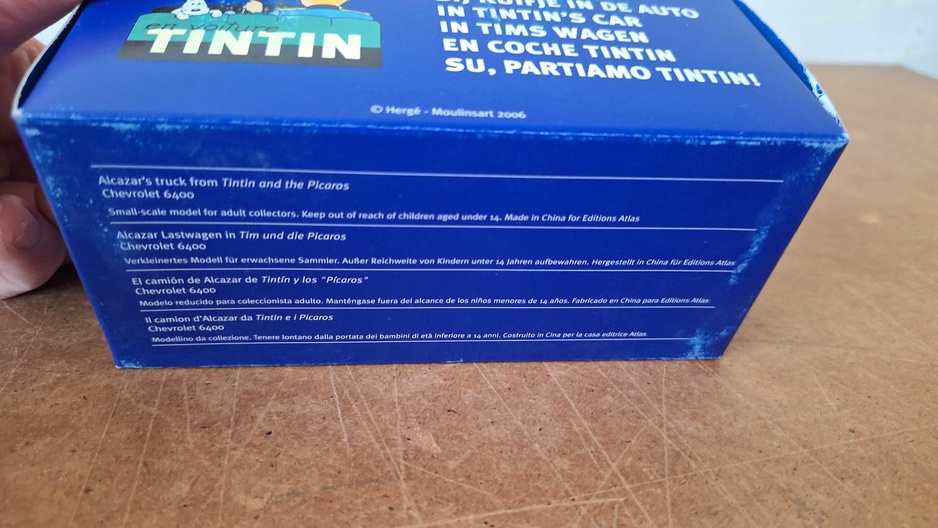 en voiture
TINTIN
IN DE AUTO
IN TINTIN'S CAR
IN TIMS WAGEN
EN COCHE TINTIN
SU, PARTIAMO TINTIN!
© Hergé - Moulinsart 2006
Alcazar's truck from Tintin and the Picaros
Chevrolet 6400
Small-scale model for adult collectors. Keep out of reach of children aged under 14. Made in China for Editions Atlas
Alcazar Lastwagen in Tim und die Picaros
Chevrolet 6400
Verkleinertes Modell für erwachsene Sammler. Außer Reichweite von Kindern unter 14 Jahren aufbewahren. Hergestellt in China für Editions Atlas
El camión de Alcazar de Tintín y los "Pícaros"
Chevrolet 6400
Modelo reducido para coleccionista adulto. Manténgase fuera del alcance de los niños menores de 14 años. Fabricado en China para Editions Atlas
Il camion d'Alcazar da Tintin e i Picaros
Chevrolet 6400
Modellino da collezione. Tenere lontano dalla portata dei bambini di età inferiore a 14 anni. Costruito in Cina per la casa editrice Atlas